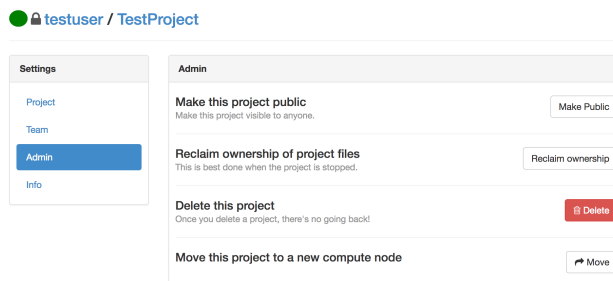 testuser / TestProject
Settings
Project
Team
Admin
Info
Admin
Make this project public
Make this project visible to anyone.
Make Public
Reclaim ownership of project files
This is best done when the project is stopped.
Reclaim ownership
Delete this project
Once you delete a project, there's no going back!
Delete
Move this project to a new compute node
Move